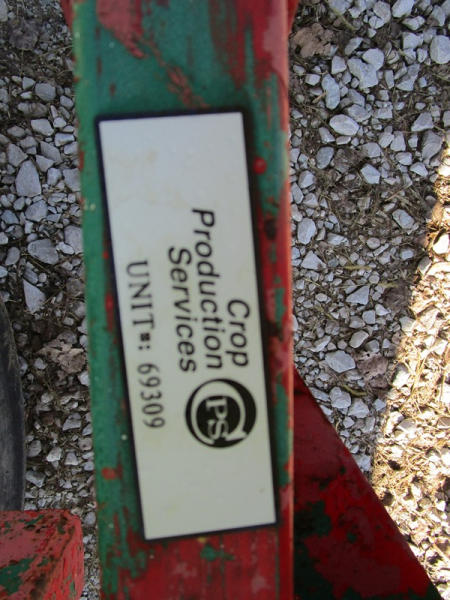 Crop
Production
Services
CPS
UNIT#: 69309